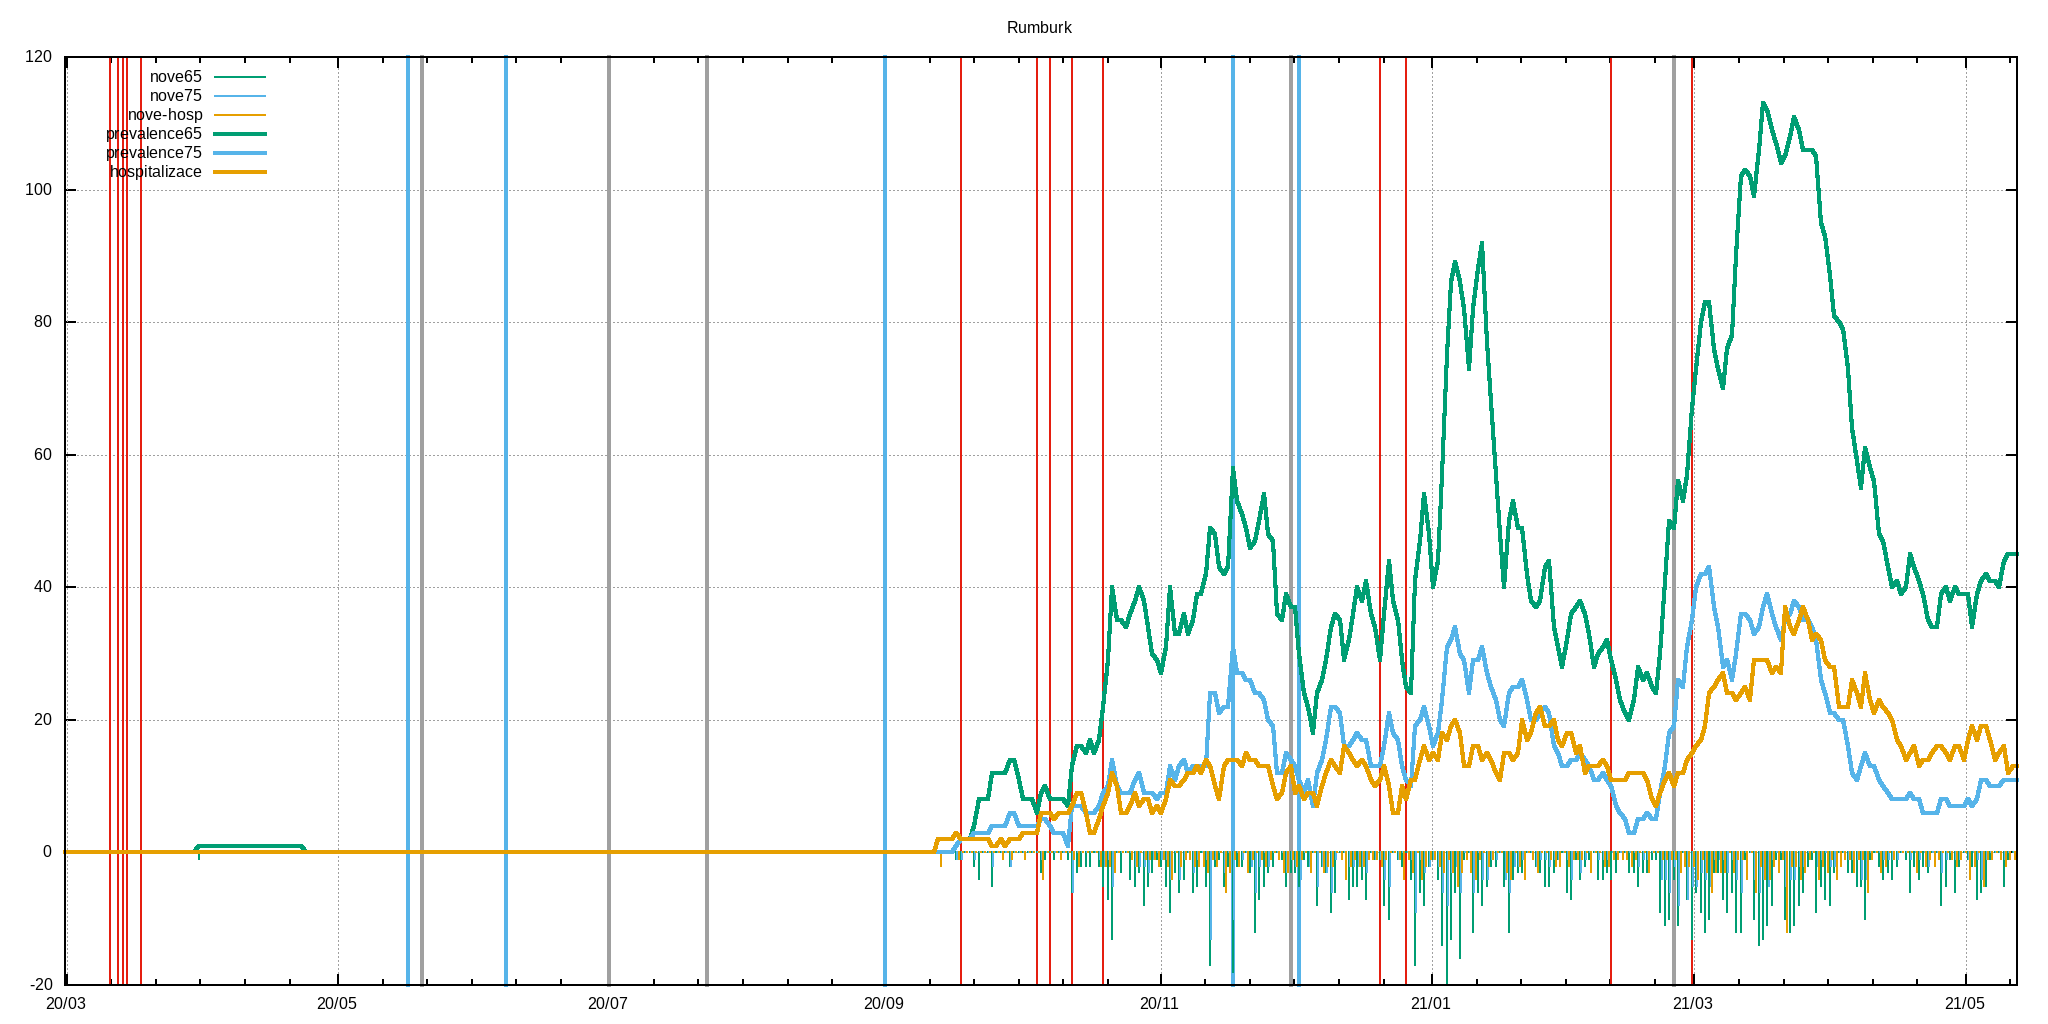 Rumburk
120
100
80
60
40
20
0
-20
nove65
nove75
nove-hosp
prevalence65
prevalence75
hospitalizace
20/03 20/05 20/07 20/09 20/11 21/01 21/03 21/05